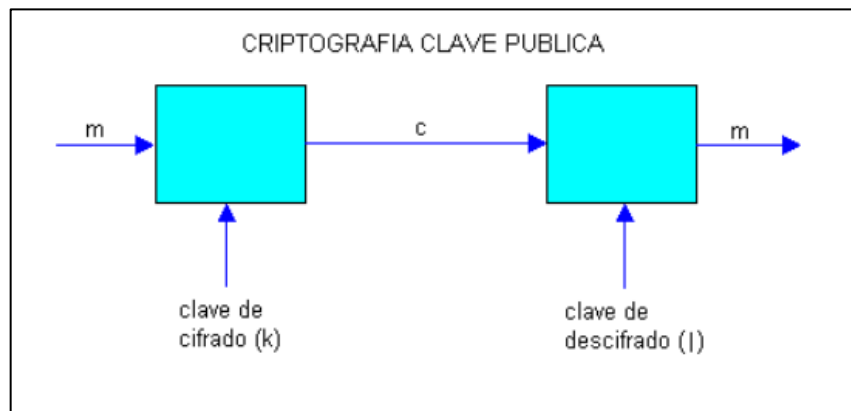 CRIPTOGRAFIA CLAVE PUBLICA
m
c
m
clave de
cifrado (k)
clave de
descifrado (|)